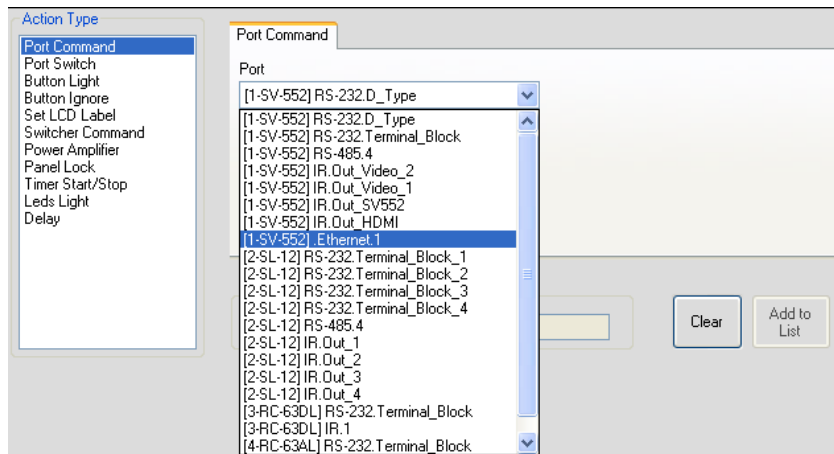 Action Type
Port Command
Port Switch
Button Light
Button Ignore
Set LCD Label
Switcher Command
Power Amplifier
Panel Lock
Timer Start/Stop
Leds Light
Delay
Port Command
Port
[1-SV-552] RS-232.D_Type
[1-SV-552] RS-232.D_Type
[1-SV-552] RS-232.Terminal_Block
[1-SV-552] RS-485.4
[1-SV-552] IR.Out_Video_2
[1-SV-552] IR.Out_Video_1
[1-SV-552] IR.Out_SV552
[1-SV-552] IR.Out_HDMI
[1-SV-552] .Ethernet.1
[2-SL-12] RS-232.Terminal_Block_1
[2-SL-12] RS-232.Terminal_Block_2
[2-SL-12] RS-232.Terminal_Block_3
[2-SL-12] RS-232.Terminal_Block_4
[2-SL-12] RS-485.4
[2-SL-12] IR.Out_1
[2-SL-12] IR.Out_2
[2-SL-12] IR.Out_3
[2-SL-12] IR.Out_4
[3-RC-63DL] RS-232.Terminal_Block
[3-RC-63DL] IR.1
[4-RC-63AL] RS-232.Terminal_Block
Clear
Add to
List